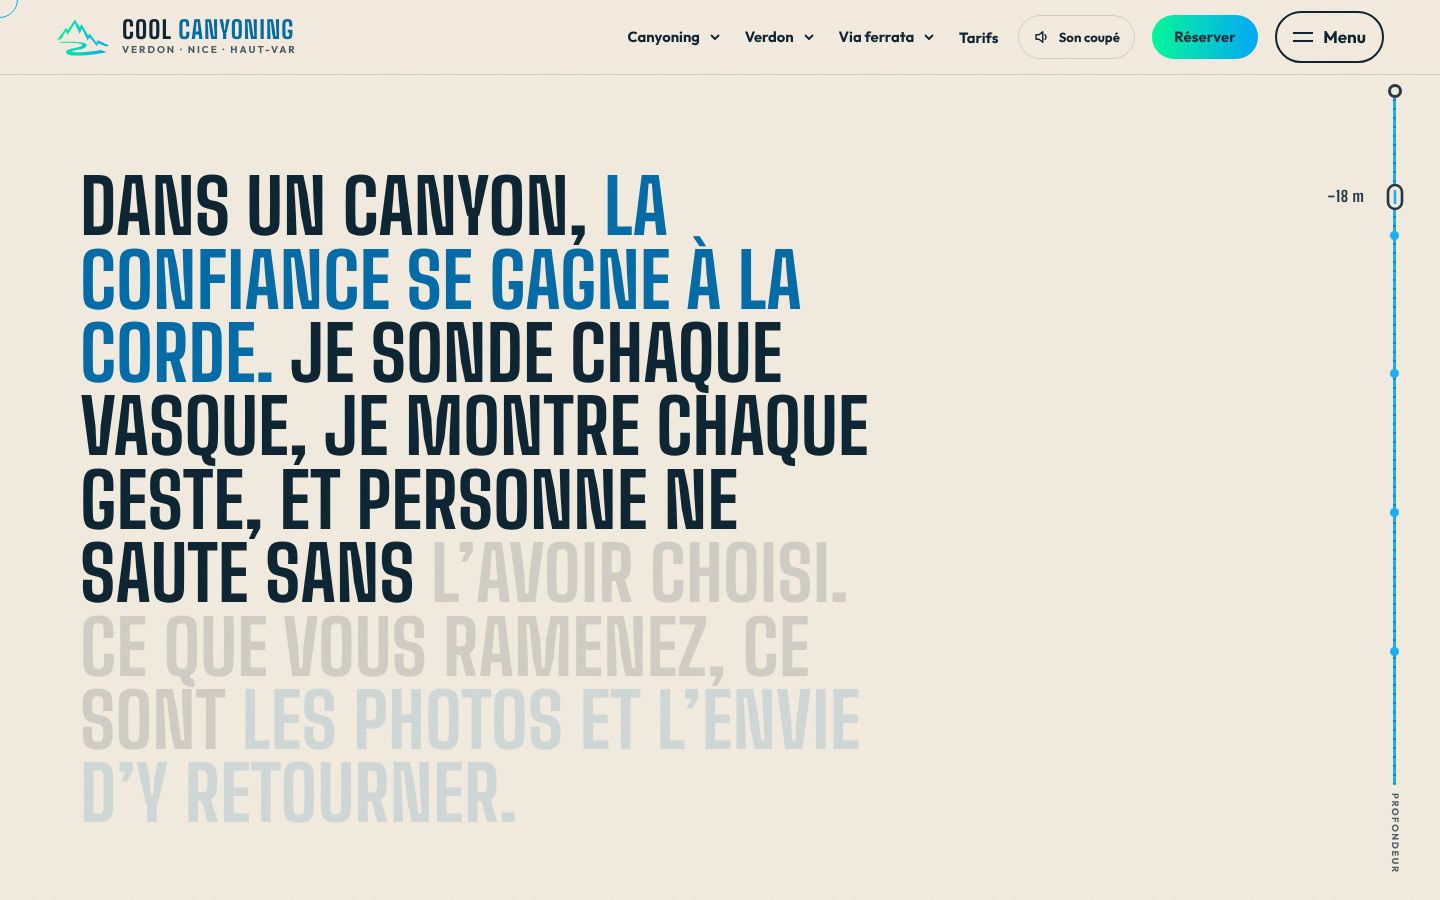 COOL CANYONING
VERDON · NICE · HAUT-VAR
Canyoning
Verdon
Via ferrata
Tarifs
Son coupé
Réserver
Menu
−18 m
DANS UN CANYON, LA
CONFIANCE SE GAGNE À LA
CORDE. JE SONDE CHAQUE
VASQUE, JE MONTRE CHAQUE
GESTE, ET PERSONNE NE
SAUTE SANS L’AVOIR CHOISI.
CE QUE VOUS RAMENEZ, CE
SONT LES PHOTOS ET L’ENVIE
D’Y RETOURNER.
PROFONDEUR